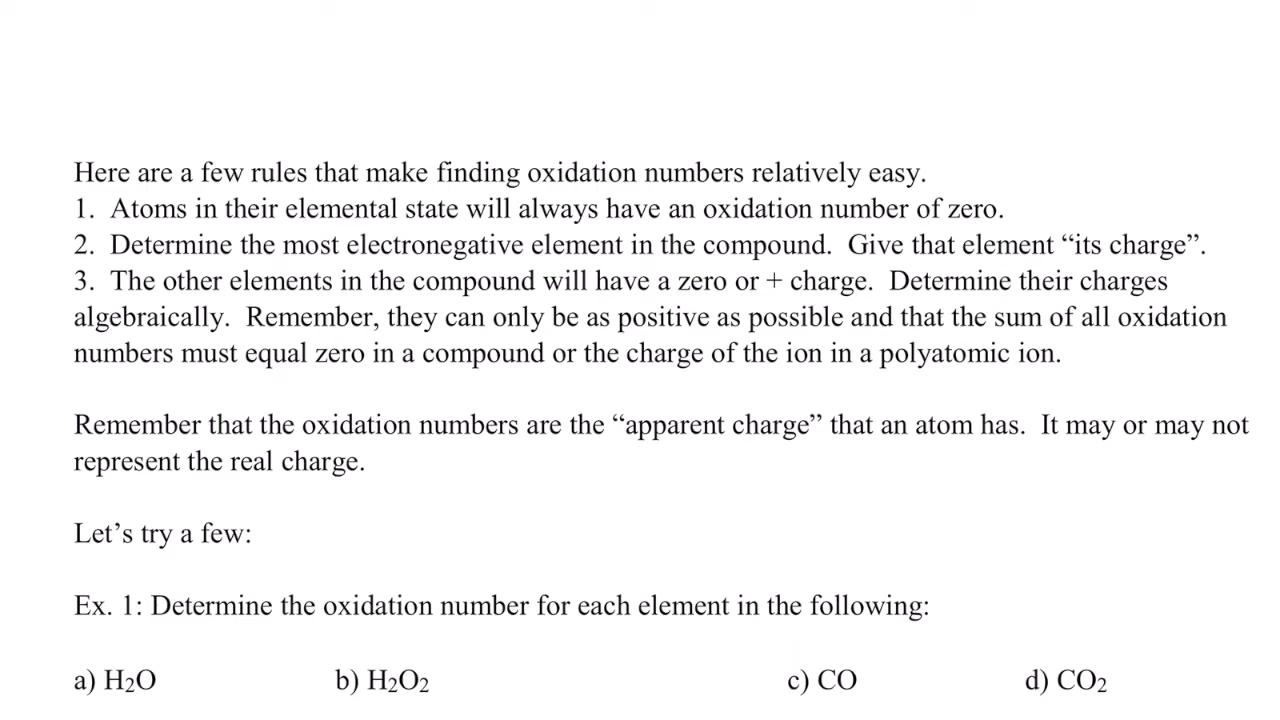 Here are a few rules that make finding oxidation numbers relatively easy.
1.  Atoms in their elemental state will always have an oxidation number of zero.
2.  Determine the most electronegative element in the compound.  Give that element “its charge”.
3.  The other elements in the compound will have a zero or + charge.  Determine their charges
algebraically.  Remember, they can only be as positive as possible and that the sum of all oxidation
numbers must equal zero in a compound or the charge of the ion in a polyatomic ion.
Remember that the oxidation numbers are the “apparent charge” that an atom has.  It may or may not
represent the real charge.
Let’s try a few:
Ex. 1: Determine the oxidation number for each element in the following:
a) H₂O b) H₂O₂ c) CO d) CO₂